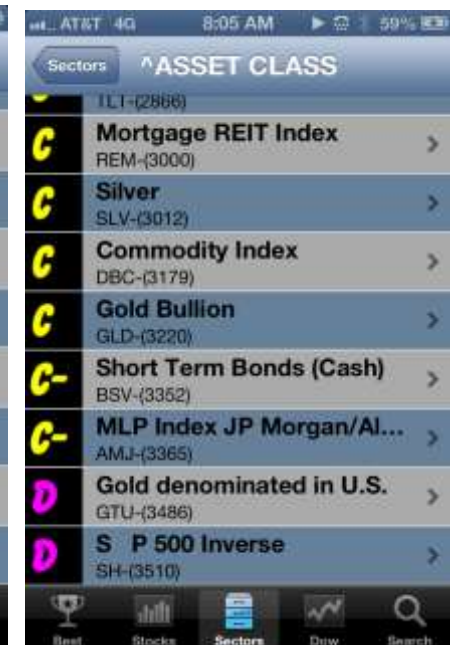 AT&T 4G 8:05 AM 59%
Sectors ^ASSET CLASS
TLT-(2866)
C Mortgage REIT Index
REM-(3000)
C Silver
SLV-(3012)
C Commodity Index
DBC-(3179)
C Gold Bullion
GLD-(3220)
C- Short Term Bonds (Cash)
BSV-(3352)
C- MLP Index JP Morgan/Al...
AMJ-(3365)
D Gold denominated in U.S.
GTU-(3486)
D S P 500 Inverse
SH-(3510)
Best Stocks Sectors Dow Search